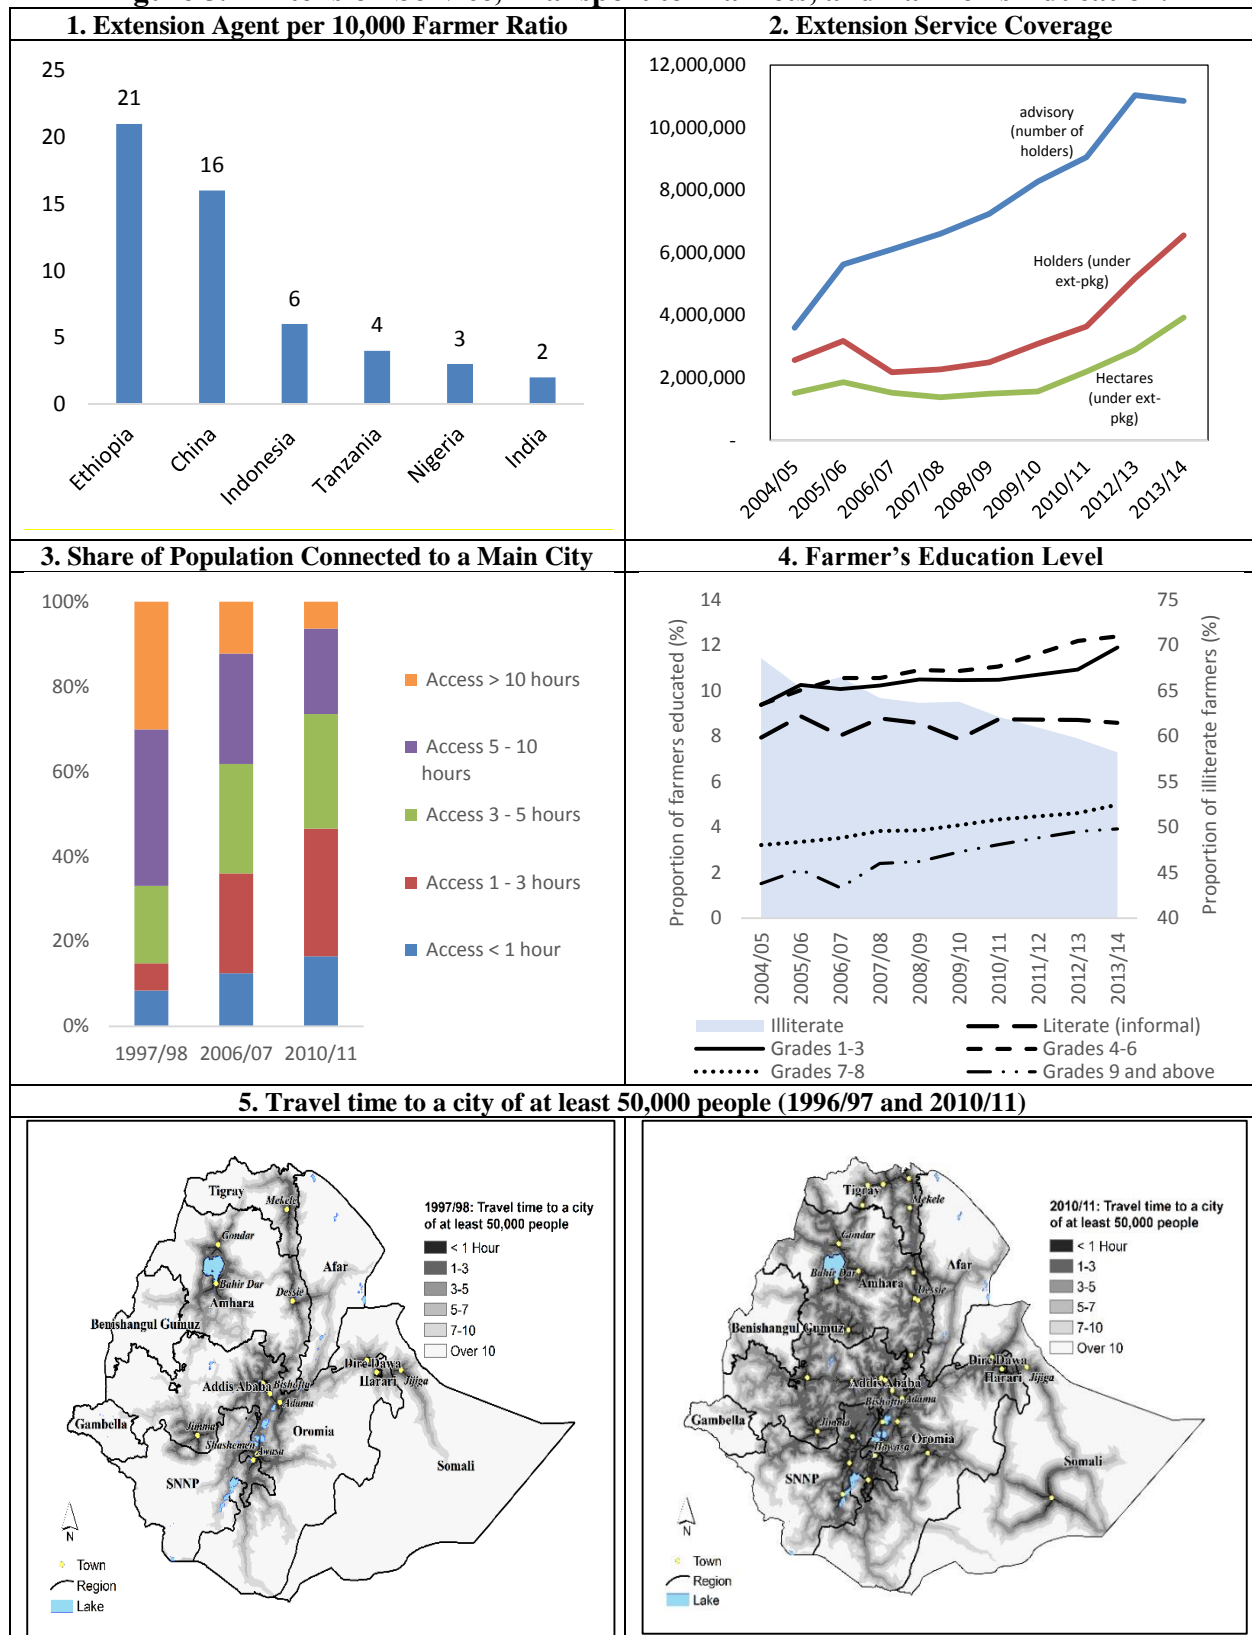 1. Extension Agent per 10,000 Farmer Ratio
25
20
15
10
5
0
21
16
6
4
3
2
Ethiopia
China
Indonesia
Tanzania
Nigeria
India
2. Extension Service Coverage
12,000,000
10,000,000
8,000,000
6,000,000
4,000,000
2,000,000
-
advisory
(number of
holders)
Holders (under
ext-pkg)
Hectares
(under ext-
pkg)
2004/05
2005/06
2006/07
2007/08
2008/09
2009/10
2010/11
2012/13
2013/14
3. Share of Population Connected to a Main City
100%
80%
60%
40%
20%
0%
1997/98 2006/07 2010/11
Access > 10 hours
Access 5 - 10
hours
Access 3 - 5 hours
Access 1 - 3 hours
Access < 1 hour
4. Farmer's Education Level
Proportion of farmers educated (%)
14
12
10
8
6
4
2
0
75
70
65
60
55
50
45
40
Proportion of illiterate farmers (%)
2004/05
2005/06
2006/07
2007/08
2008/09
2009/10
2010/11
2011/12
2012/13
2013/14
Illiterate
Literate (informal)
Grades 1-3
Grades 4-6
Grades 7-8
Grades 9 and above
5. Travel time to a city of at least 50,000 people (1996/97 and 2010/11)
1997/98: Travel time to a city
of at least 50,000 people
< 1 Hour
1-3
3-5
5-7
7-10
Over 10
Tigray
Mekele
Gondar
Afar
Bahir Dar
Amhara
Dessie
Benishangul Gumuz
Dire Dawa
Harari
Jijiga
Addis Ababa
Bishoftu
Adama
Gambella
Jimma
Shashemen
Awasa
Oromia
Somali
SNNP
N
Town
Region
Lake
2010/11: Travel time to a city
of at least 50,000 people
< 1 Hour
1-3
3-5
5-7
7-10
Over 10
Tigray
Mekele
Gondar
Afar
Bahir Dar
Amhara
Dessie
Benishangul Gumuz
Dire Dawa
Harari
Jijiga
Addis Ababa
Bishoftu
Adama
Gambella
Jimma
Hawasa
Oromia
Somali
SNNP
N
Town
Region
Lake